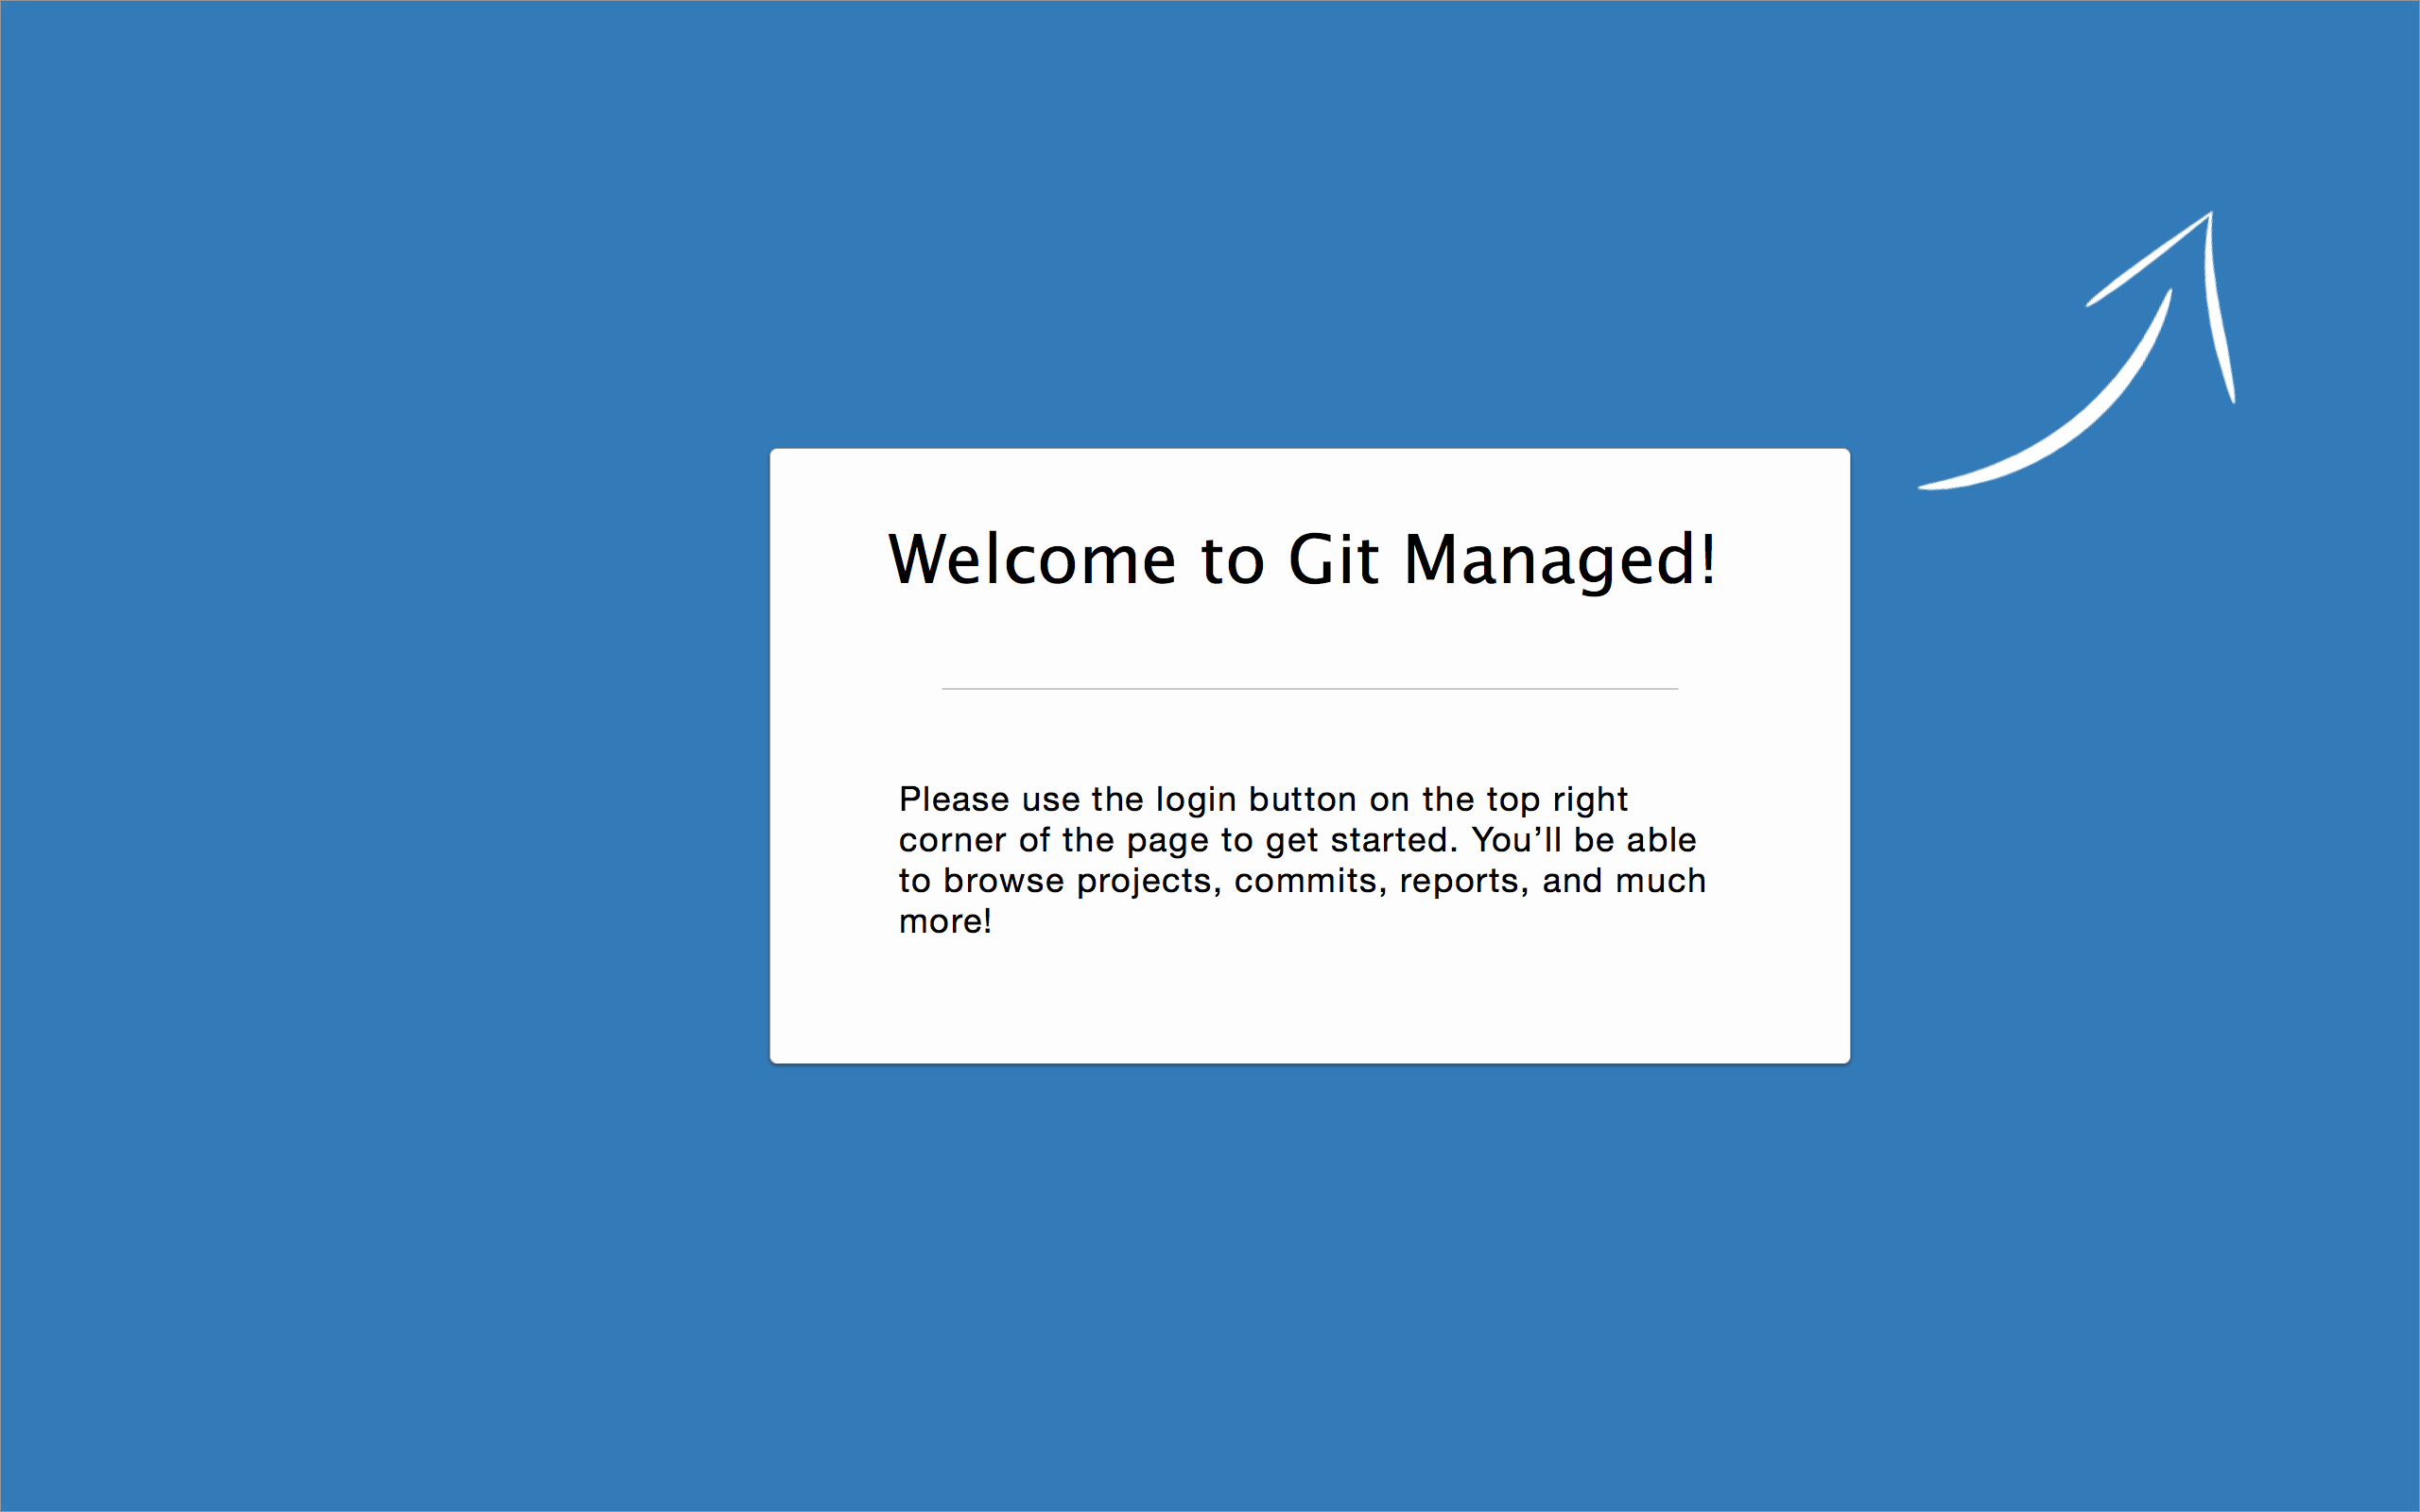 Welcome to Git Managed!
Please use the login button on the top right
corner of the page to get started. You’ll be able
to browse projects, commits, reports, and much
more!